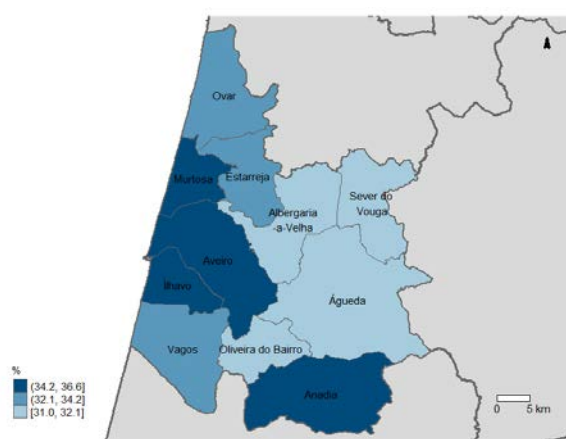 Ovar
Murtosa
Estarreja
Sever do
Vouga
Albergaria
-a-Velha
Aveiro
Ílhavo
Águeda
Vagos
Oliveira do Bairro
Anadia
%
(34.2, 36.6]
(32.1, 34.2]
[31.0, 32.1]
0 5 km